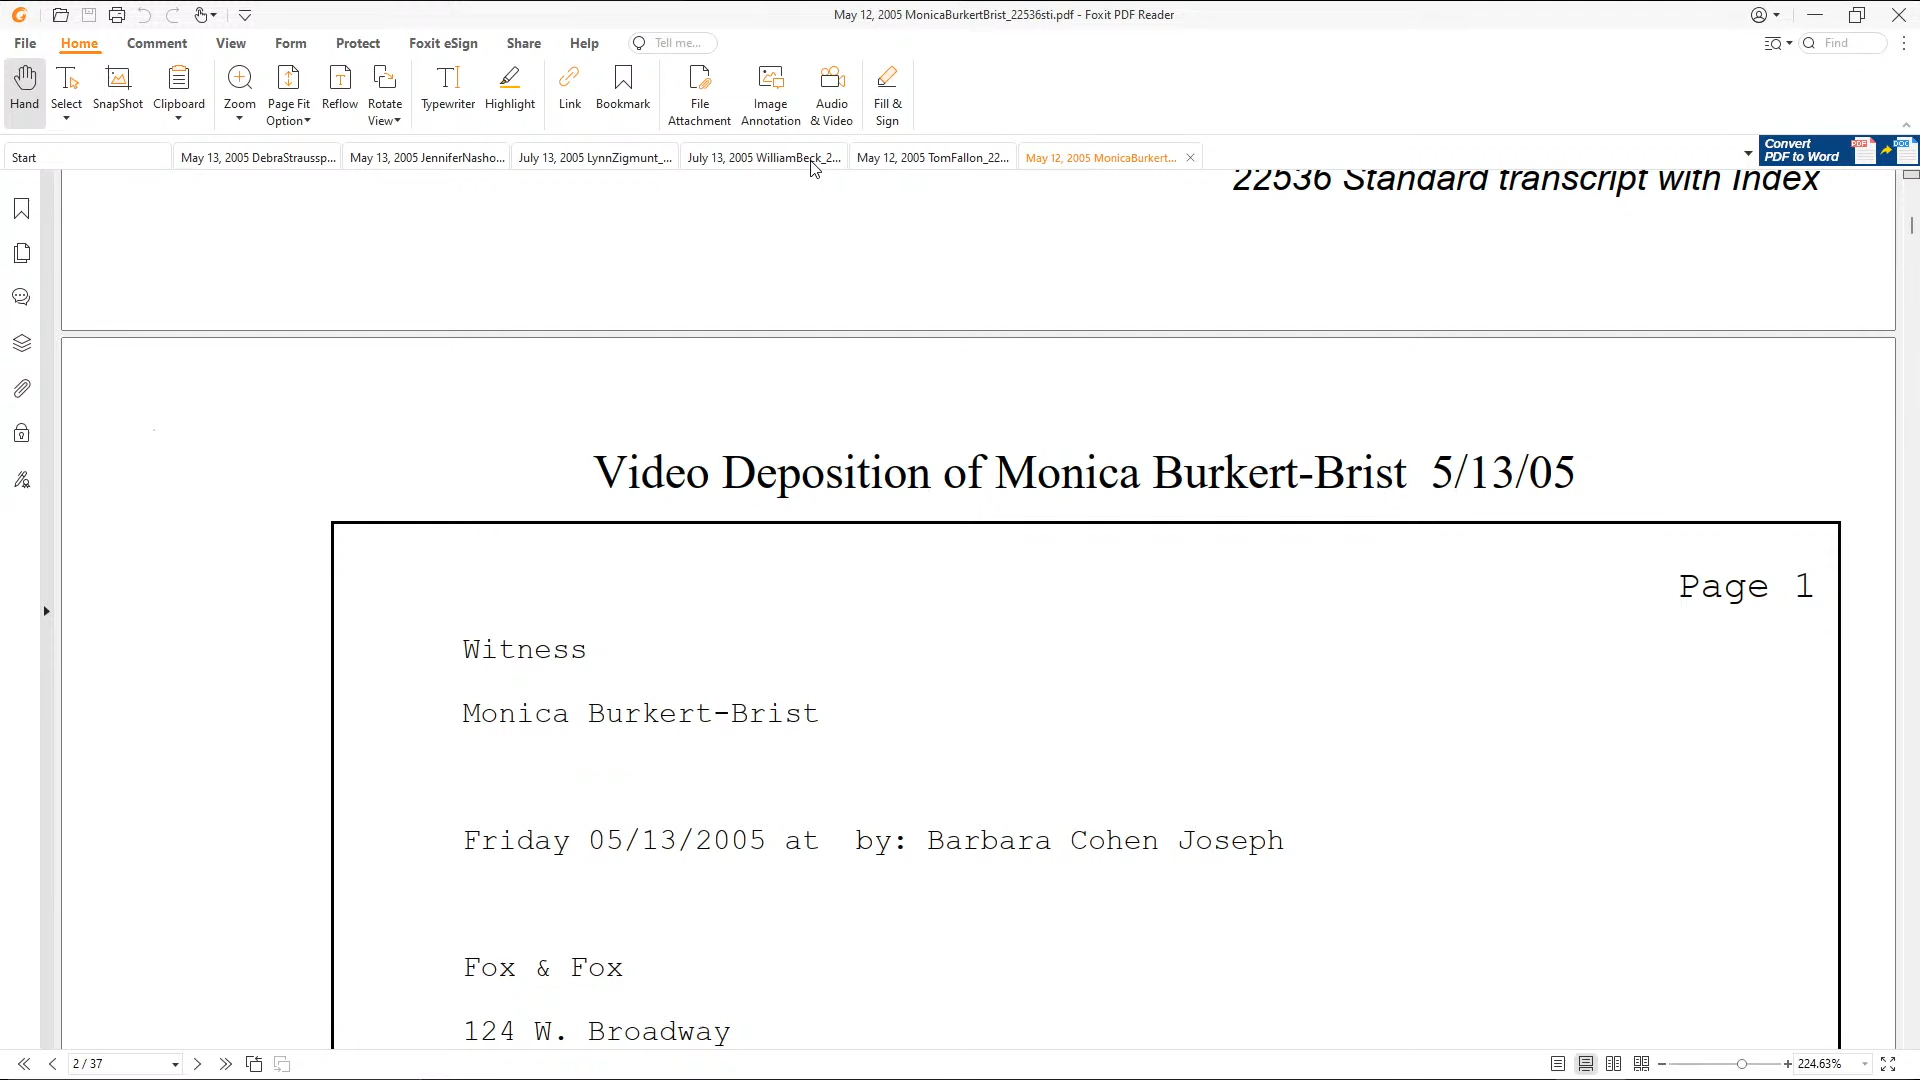 May 12, 2005 MonicaBurkertBrist_22536sti.pdf - Foxit PDF Reader
File Home Comment View Form Protect Foxit eSign Share Help Tell me... Find
Hand Select SnapShot Clipboard Zoom Page Fit Option Reflow Rotate View Typewriter Highlight Link Bookmark File Attachment Image Annotation Audio & Video Fill & Sign
Start May 13, 2005 DebraStraussp... May 13, 2005 JenniferNasho... July 13, 2005 LynnZigmunt_... July 13, 2005 WilliamBeck_2... May 12, 2005 TomFallon_22... May 12, 2005 MonicaBurkert...
Convert
PDF to Word
PDF DOC
22536 Standard transcript with Index
Video Deposition of Monica Burkert-Brist 5/13/05
Page 1
Witness
Monica Burkert-Brist
Friday 05/13/2005 at by: Barbara Cohen Joseph
Fox & Fox
124 W. Broadway
2 / 37 224.63%